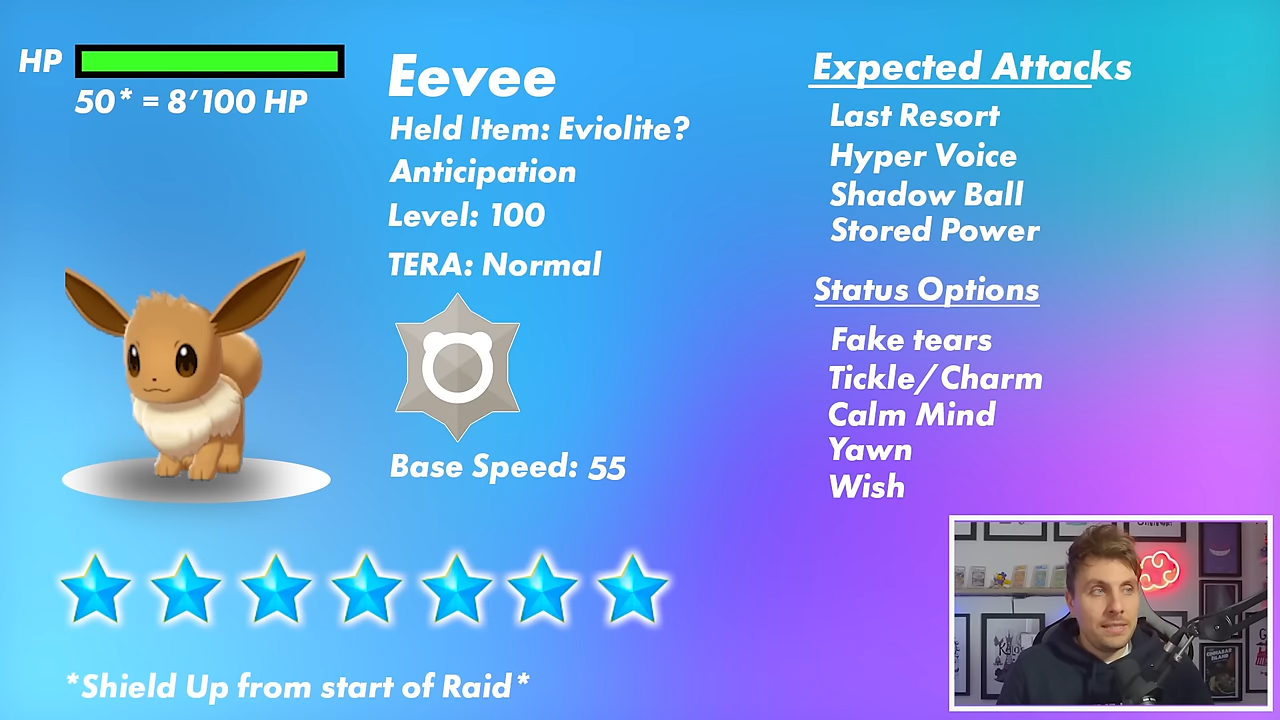 HP
50* = 8’100 HP
Eevee
Held Item: Eviolite?
Anticipation
Level: 100
TERA: Normal
Base Speed: 55
*Shield Up from start of Raid*
Expected Attacks
Last Resort
Hyper Voice
Shadow Ball
Stored Power
Status Options
Fake tears
Tickle/Charm
Calm Mind
Yawn
Wish